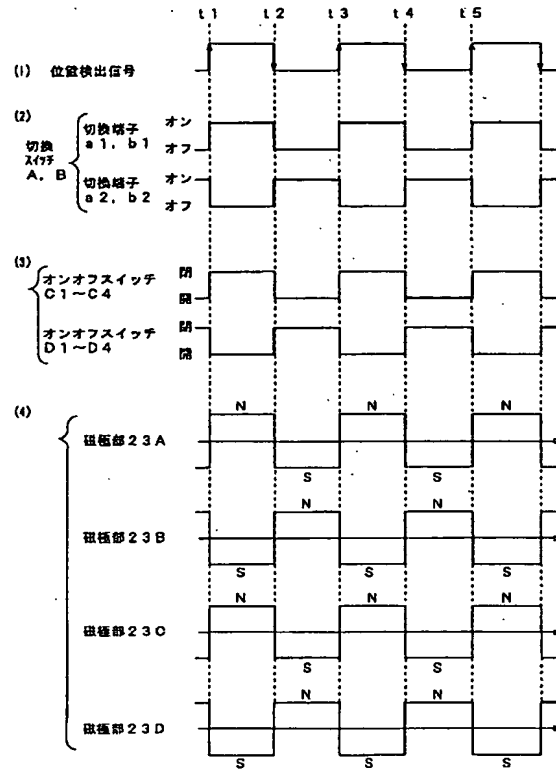 t1 t2 t3 t4 t5
(1) 位置検出信号
(2)
切換
スイッチ
A, B
切換端子
a1, b1
オン
オフ
切換端子
a2, b2
オン
オフ
(3)
オンオフスイッチ
C1~C4
閉
開
オンオフスイッチ
D1~D4
閉
開
(4)
N N N
磁極部23A
S S
N N
磁極部23B
S S S
N N N
磁極部23C
S S
N N
磁極部23D
S S S